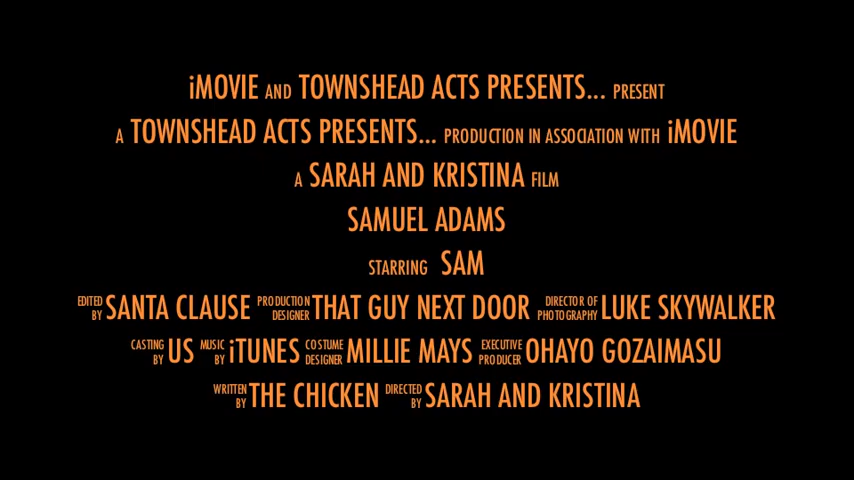 iMOVIE AND TOWNSHEAD ACTS PRESENTS... PRESENT
A TOWNSHEAD ACTS PRESENTS... PRODUCTION IN ASSOCIATION WITH iMOVIE
A SARAH AND KRISTINA FILM
SAMUEL ADAMS
STARRING SAM
EDITED BY SANTA CLAUSE PRODUCTION DESIGNER THAT GUY NEXT DOOR DIRECTOR OF PHOTOGRAPHY LUKE SKYWALKER
CASTING BY US MUSIC BY iTUNES COSTUME DESIGNER MILLIE MAYS EXECUTIVE PRODUCER OHAYO GOZAIMASU
WRITTEN BY THE CHICKEN DIRECTED BY SARAH AND KRISTINA